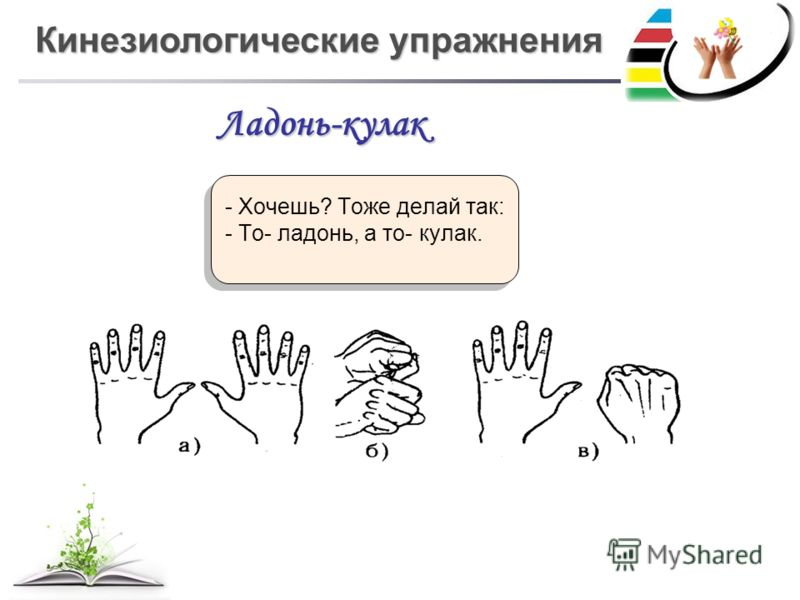 Кинезиологические упражнения
Ладонь-кулак
- Хочешь? Тоже делай так:
- То- ладонь, а то- кулак.
а)
б)
в)
MyShared